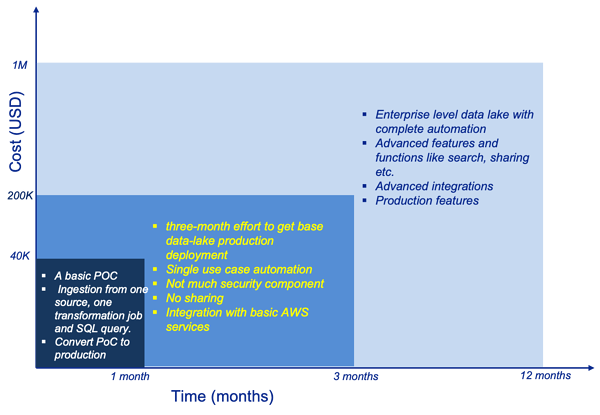 1M
Cost (USD)
▪ Enterprise level data lake with
complete automation
▪ Advanced features and
functions like search, sharing
etc.
▪ Advanced integrations
▪ Production features
200K
▪ three-month effort to get base
data-lake production
deployment
▪ Single use case automation
▪ Not much security component
▪ No sharing
▪ Integration with basic AWS
services
40K
▪ A basic POC
▪ Ingestion from one
source, one
transformation job
and SQL query.
▪ Convert PoC to
production
1 month
3 months
12 months
Time (months)